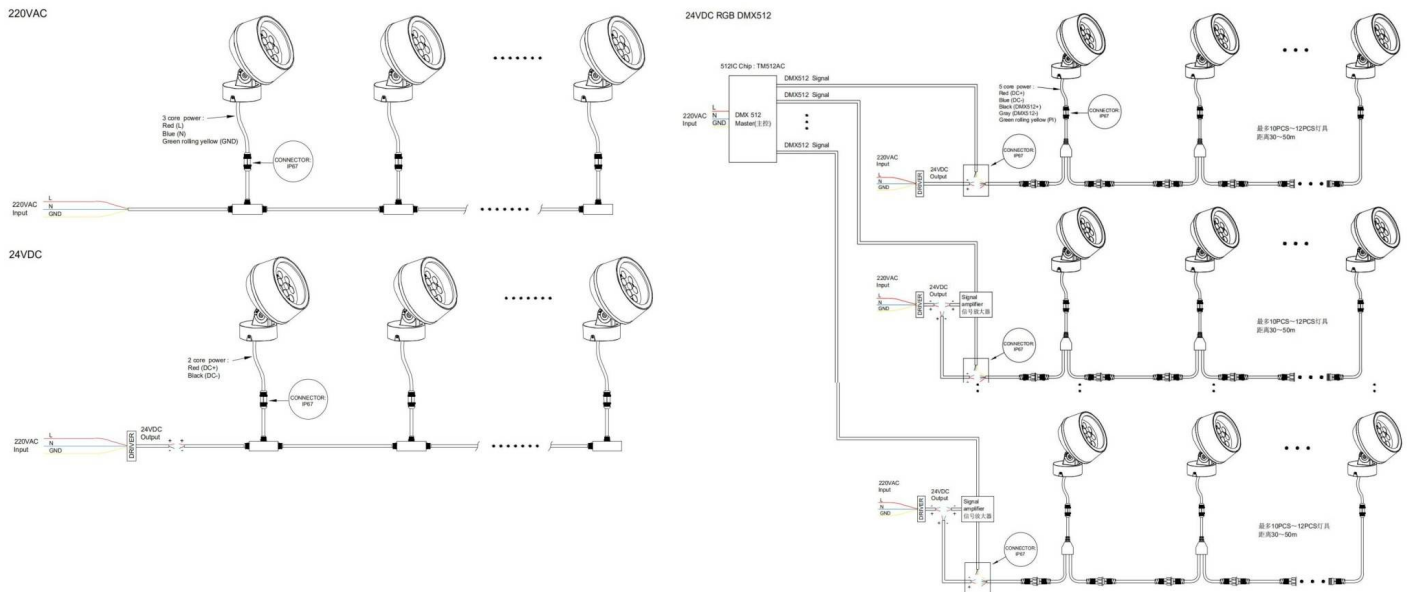 220VAC
3 core power :
Red (L)
Blue (N)
Green rolling yellow (GND)
CONNECTOR:
IP67
220VAC
Input
L
N
GND
24VDC
2 core power :
Red (DC+)
Black (DC-)
CONNECTOR:
IP67
220VAC
Input
L
N
GND
DRIVER
24VDC
Output
+ +
- -
24VDC RGB DMX512
512IC Chip : TM512AC
220VAC
Input
L
N
GND
DMX 512
Master(主控)
DMX512 Signal
DMX512 Signal
DMX512 Signal
5 core power :
Red (DC+)
Blue (DC-)
Black (DMX512+)
Gray (DMX512-)
Green rolling yellow (PI)
CONNECTOR:
IP67
最多10PCS~12PCS灯具
距离30~50m
220VAC
Input
L
N
GND
DRIVER
24VDC
Output
CONNECTOR:
IP67
220VAC
Input
L
N
GND
DRIVER
24VDC
Output
Signal
amplifier
信号放大器
CONNECTOR:
IP67
最多10PCS~12PCS灯具
距离30~50m
220VAC
Input
L
N
GND
DRIVER
24VDC
Output
Signal
amplifier
信号放大器
CONNECTOR:
IP67
最多10PCS~12PCS灯具
距离30~50m